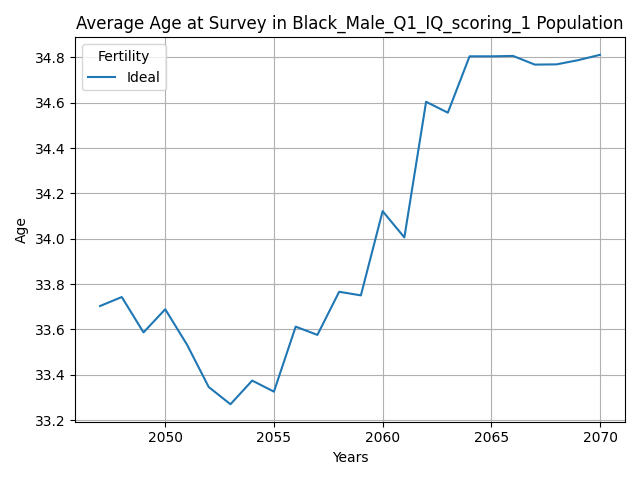 Average Age at Survey in Black_Male_Q1_IQ_scoring_1 Population
Fertility
Ideal
34.8
34.6
34.4
34.2
34.0
33.8
33.6
33.4
33.2
Age
2050 2055 2060 2065 2070
Years